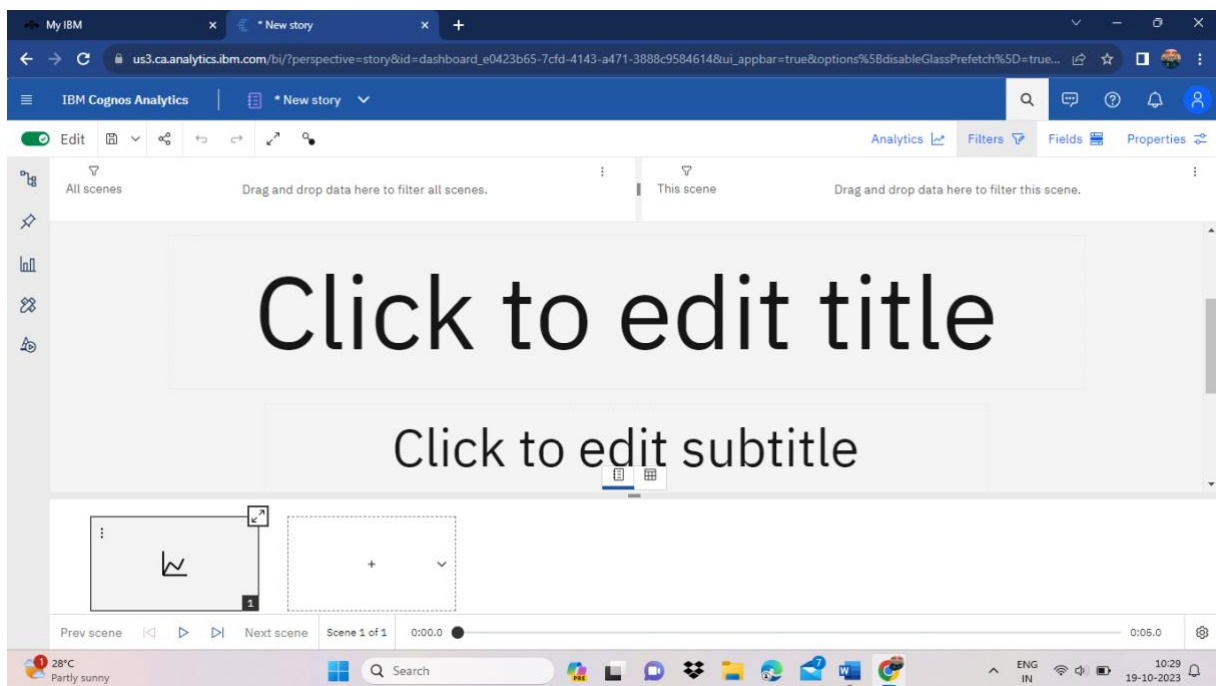 My IBM
* New story
us3.ca.analytics.ibm.com/bi/?perspective=story&id=dashboard_e0423b65-7cfd-4143-a471-3888c9584614&ui_appbar=true&options%5BdisableGlassPrefetch%5D=true...
IBM Cognos Analytics
* New story
Edit
Analytics
Filters
Fields
Properties
All scenes
Drag and drop data here to filter all scenes.
This scene
Drag and drop data here to filter this scene.
Click to edit title
Click to edit subtitle
1
Prev scene
Next scene
Scene 1 of 1
0:00.0
0:05.0
1
28°C
Partly sunny
Search
PRE
ENG
IN
10:29
19-10-2023